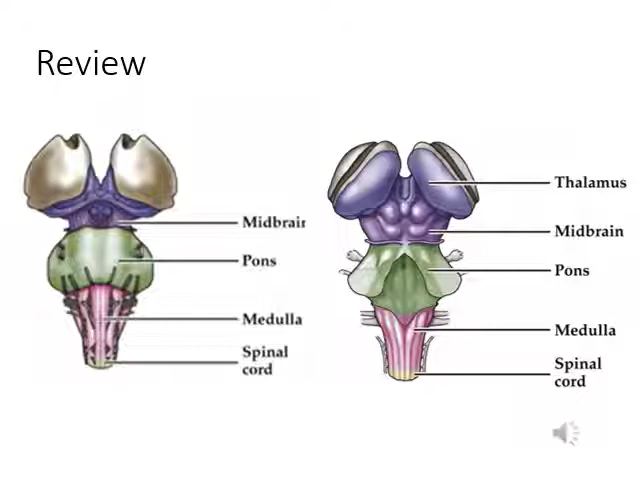 Review
Midbrain
Pons
Medulla
Spinal
cord
Thalamus
Midbrain
Pons
Medulla
Spinal
cord